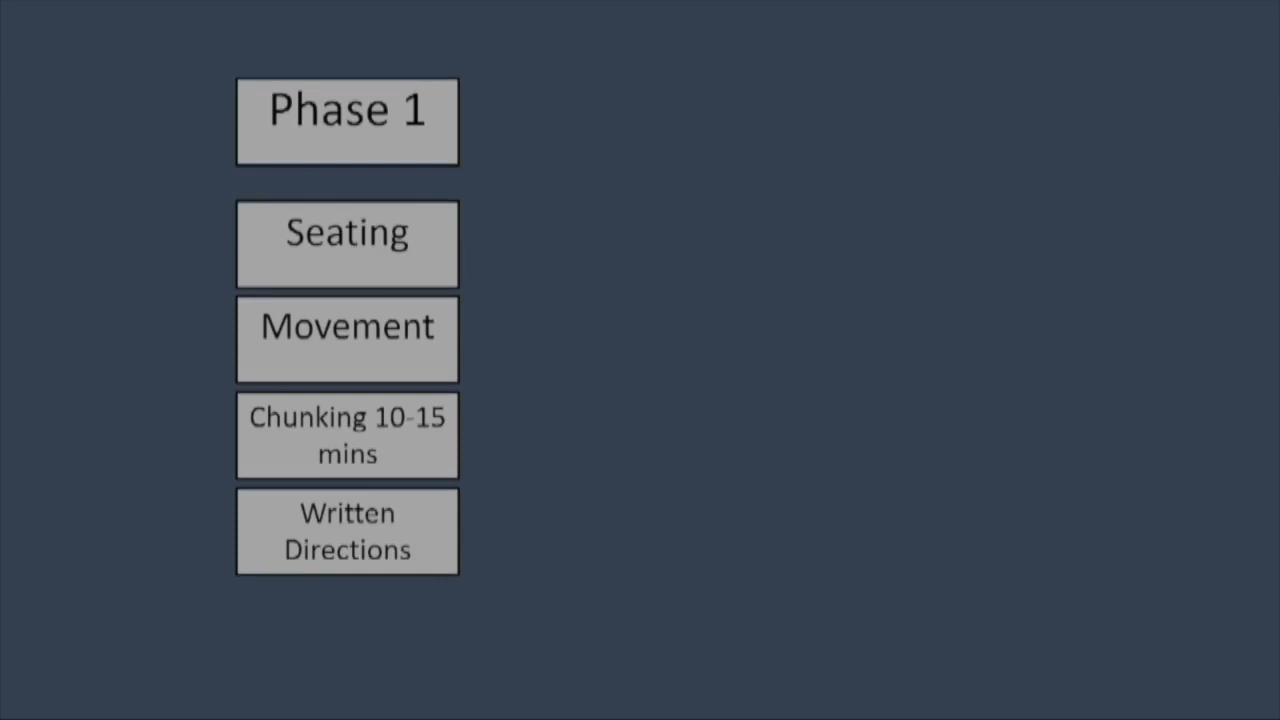 Phase 1
Seating
Movement
Chunking 10-15
mins
Written
Directions